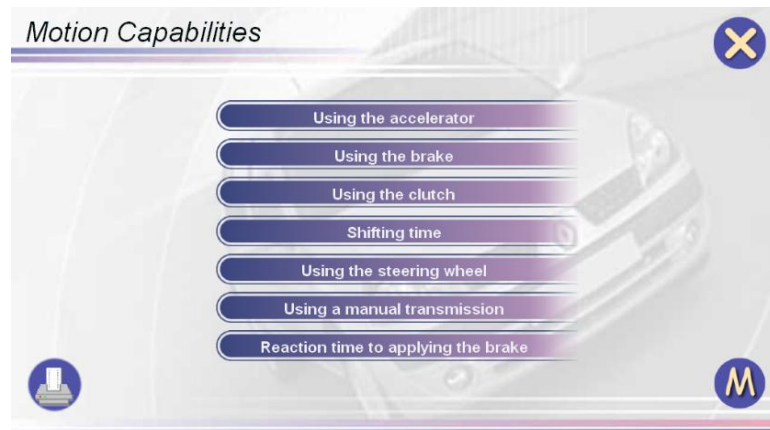 Motion Capabilities
Using the accelerator
Using the brake
Using the clutch
Shifting time
Using the steering wheel
Using a manual transmission
Reaction time to applying the brake
M